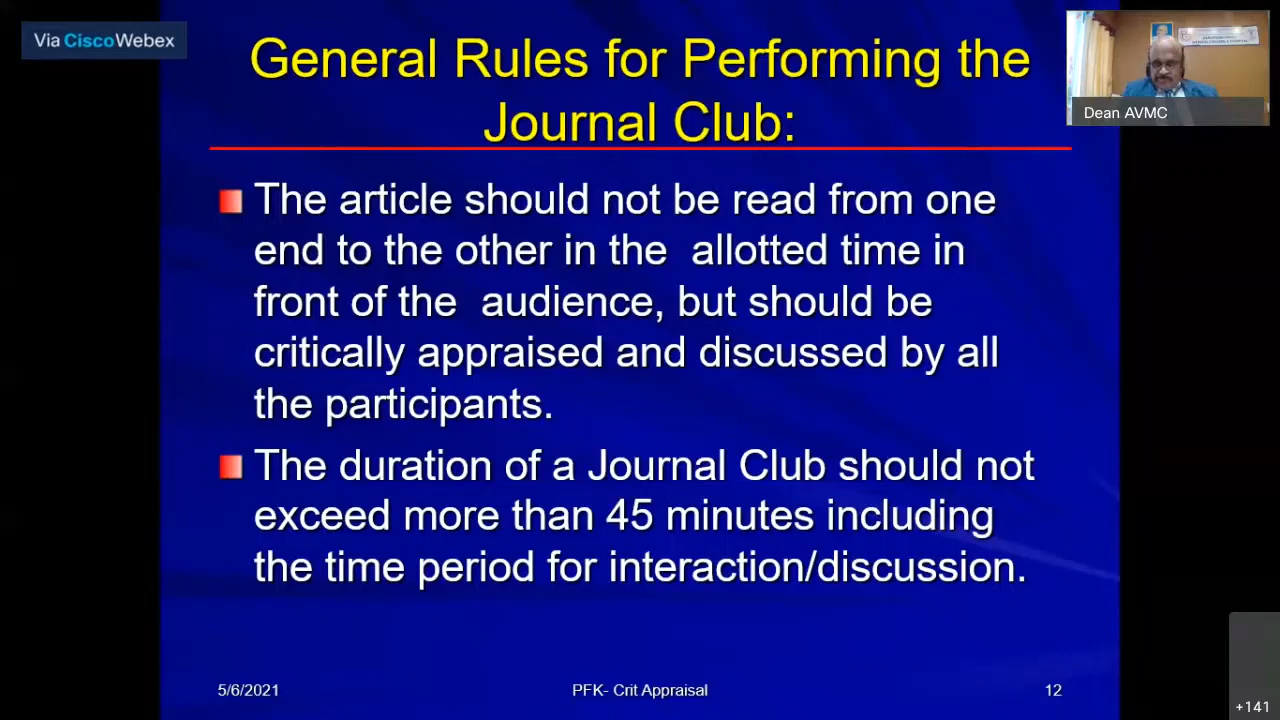 Via CiscoWebex
General Rules for Performing the
Journal Club:
Dean AVMC
The article should not be read from one
end to the other in the allotted time in
front of the audience, but should be
critically appraised and discussed by all
the participants.
The duration of a Journal Club should not
exceed more than 45 minutes including
the time period for interaction/discussion.
5/6/2021
PFK- Crit Appraisal
12
+141